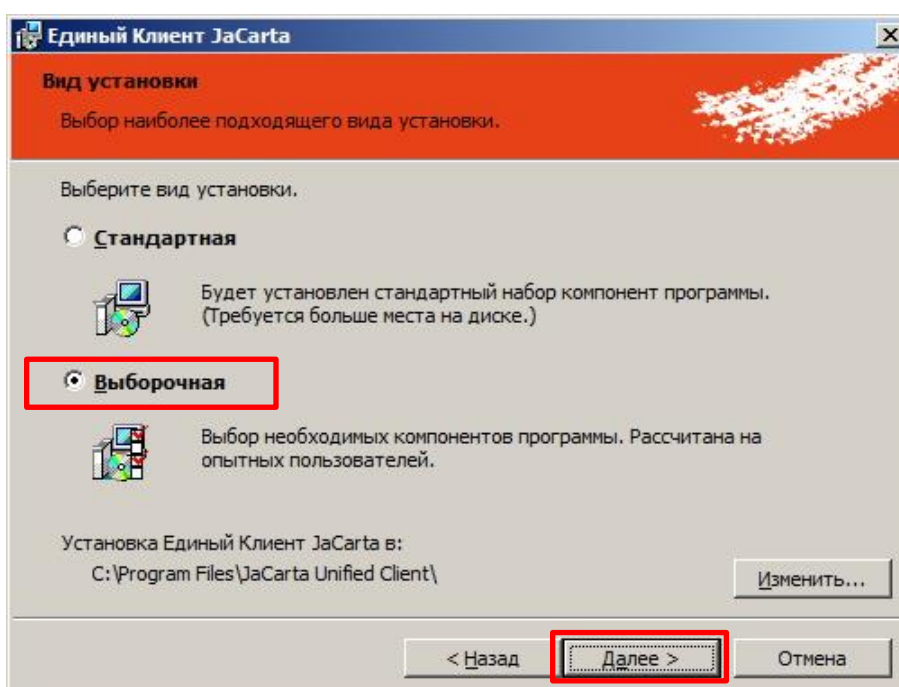 Единый Клиент JaCarta
Вид установки
Выбор наиболее подходящего вида установки.
Выберите вид установки.
Стандартная
Будет установлен стандартный набор компонент программы.
(Требуется больше места на диске.)
Выборочная
Выбор необходимых компонентов программы. Рассчитана на
опытных пользователей.
Установка Единый Клиент JaCarta в:
C:\Program Files\JaCarta Unified Client\
Изменить...
< Назад
Далее >
Отмена